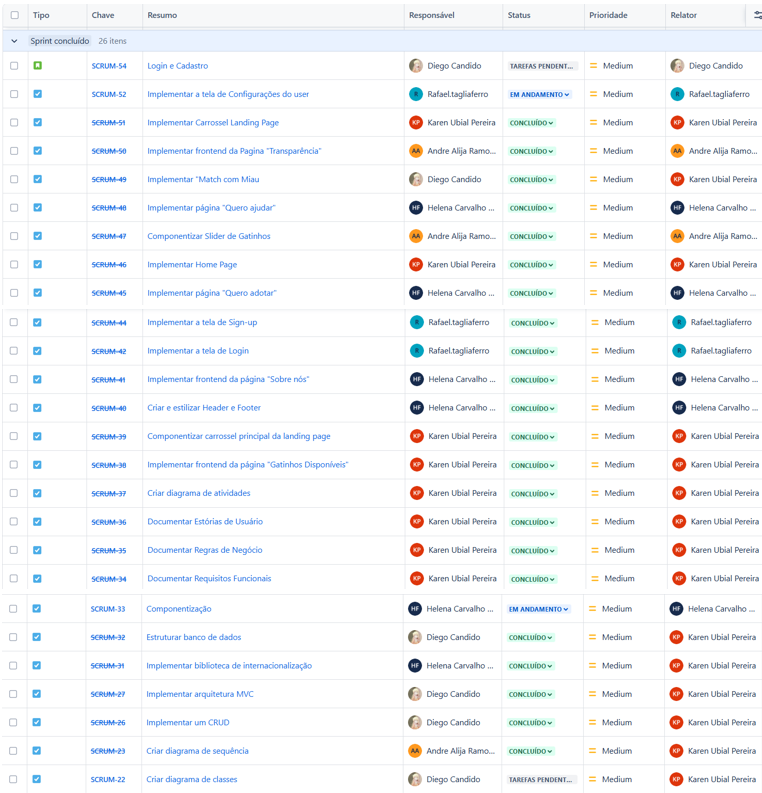 Tipo Chave Resumo Responsável Status Prioridade Relator
Sprint concluído 26 itens
SCRUM-54 Login e Cadastro Diego Candido TAREFAS PENDENT... Medium Diego Candido
SCRUM-52 Implementar a tela de Configurações do user R Rafael.tagliaferro EM ANDAMENTO Medium R Rafael.tagliaferro
SCRUM-51 Implementar Carrossel Landing Page KP Karen Ubial Pereira CONCLUÍDO Medium KP Karen Ubial Pereira
SCRUM-50 Implementar frontend da Pagina "Transparência" AA Andre Alija Ramo... CONCLUÍDO Medium AA Andre Alija Ramo...
SCRUM-49 Implementar "Match com Miau Diego Candido CONCLUÍDO Medium KP Karen Ubial Pereira
SCRUM-48 Implementar página "Quero ajudar" HF Helena Carvalho ... CONCLUÍDO Medium HF Helena Carvalho ...
SCRUM-47 Componentizar Slider de Gatinhos AA Andre Alija Ramo... CONCLUÍDO Medium AA Andre Alija Ramo...
SCRUM-46 Implementar Home Page KP Karen Ubial Pereira CONCLUÍDO Medium KP Karen Ubial Pereira
SCRUM-45 Implementar página "Quero adotar" HF Helena Carvalho ... CONCLUÍDO Medium HF Helena Carvalho ...
SCRUM-44 Implementar a tela de Sign-up R Rafael.tagliaferro CONCLUÍDO Medium R Rafael.tagliaferro
SCRUM-42 Implementar a tela de Login R Rafael.tagliaferro CONCLUÍDO Medium R Rafael.tagliaferro
SCRUM-41 Implementar frontend da página "Sobre nós" HF Helena Carvalho ... CONCLUÍDO Medium HF Helena Carvalho ...
SCRUM-40 Criar e estilizar Header e Footer HF Helena Carvalho ... CONCLUÍDO Medium HF Helena Carvalho ...
SCRUM-39 Componentizar carrossel principal da landing page KP Karen Ubial Pereira CONCLUÍDO Medium KP Karen Ubial Pereira
SCRUM-38 Implementar frontend da página "Gatinhos Disponíveis" KP Karen Ubial Pereira CONCLUÍDO Medium KP Karen Ubial Pereira
SCRUM-37 Criar diagrama de atividades KP Karen Ubial Pereira CONCLUÍDO Medium KP Karen Ubial Pereira
SCRUM-36 Documentar Estórias de Usuário KP Karen Ubial Pereira CONCLUÍDO Medium KP Karen Ubial Pereira
SCRUM-35 Documentar Regras de Negócio KP Karen Ubial Pereira CONCLUÍDO Medium KP Karen Ubial Pereira
SCRUM-34 Documentar Requisitos Funcionais KP Karen Ubial Pereira CONCLUÍDO Medium KP Karen Ubial Pereira
SCRUM-33 Componentização HF Helena Carvalho ... EM ANDAMENTO Medium HF Helena Carvalho ...
SCRUM-32 Estruturar banco de dados Diego Candido CONCLUÍDO Medium KP Karen Ubial Pereira
SCRUM-31 Implementar biblioteca de internacionalização HF Helena Carvalho ... CONCLUÍDO Medium KP Karen Ubial Pereira
SCRUM-27 Implementar arquitetura MVC Diego Candido CONCLUÍDO Medium KP Karen Ubial Pereira
SCRUM-26 Implementar um CRUD Diego Candido CONCLUÍDO Medium KP Karen Ubial Pereira
SCRUM-23 Criar diagrama de sequência AA Andre Alija Ramo... CONCLUÍDO Medium KP Karen Ubial Pereira
SCRUM-22 Criar diagrama de classes Diego Candido TAREFAS PENDENT... Medium KP Karen Ubial Pereira